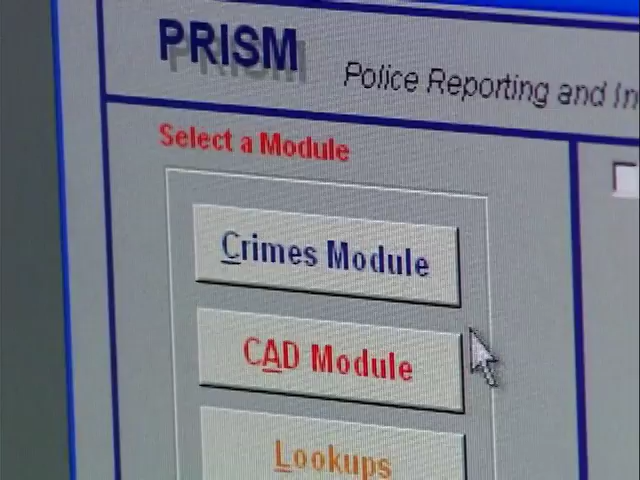 PRISM
Police Reporting and In
Select a Module
Crimes Module
CAD Module
Lookups